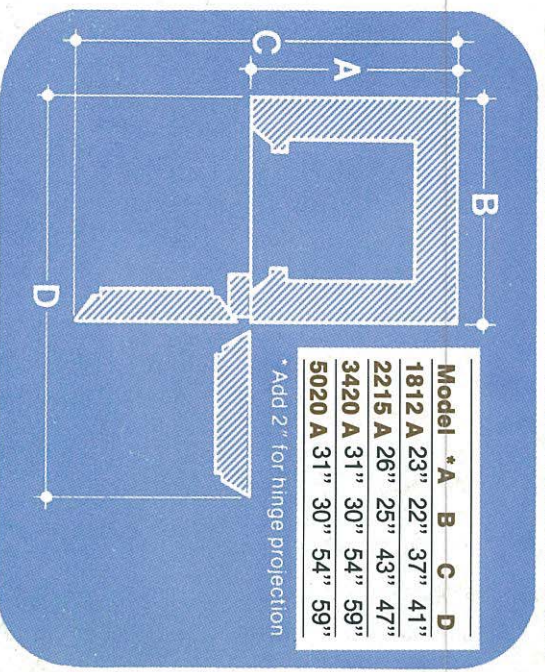 C
A
B
D
Model *A B C D
1812 A 23" 22" 37" 41"
2215 A 26" 25" 43" 47"
3420 A 31" 30" 54" 59"
5020 A 31" 30" 54" 59"
* Add 2" for hinge projection